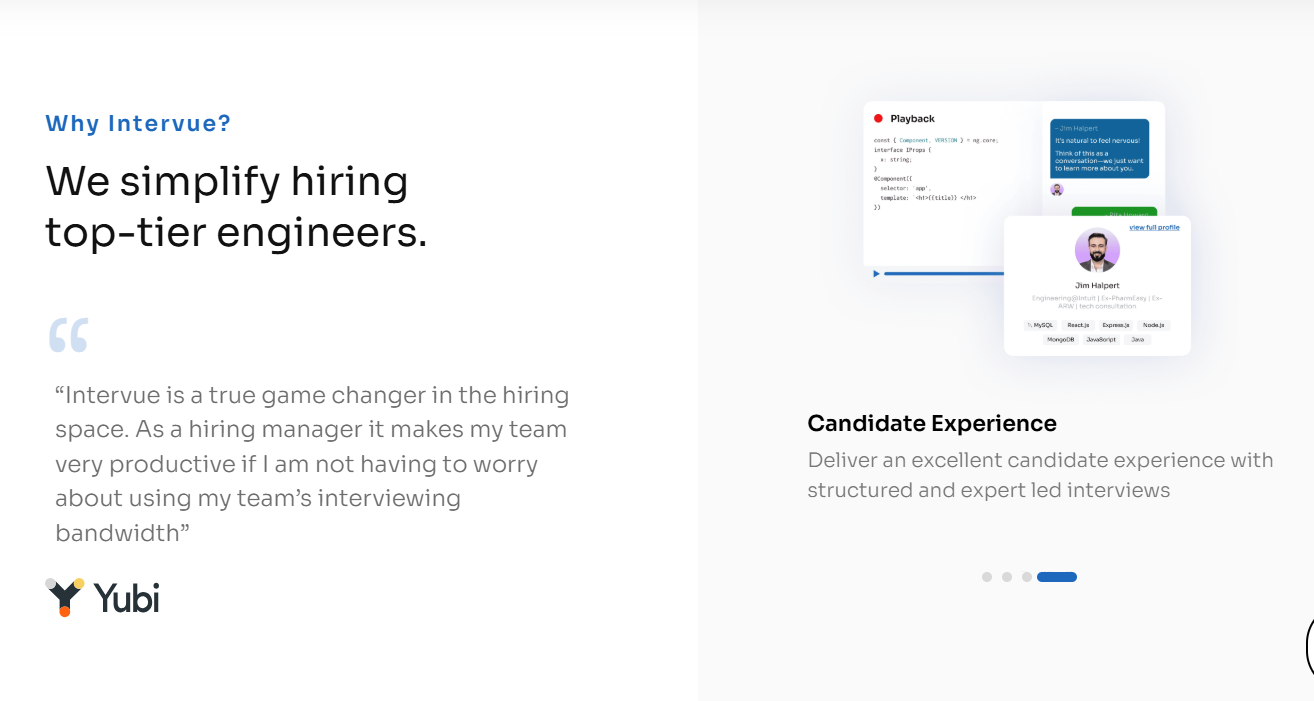 Why Intervue?
We simplify hiring
top-tier engineers.
“
“Intervue is a true game changer in the hiring
space. As a hiring manager it makes my team
very productive if I am not having to worry
about using my team’s interviewing
bandwidth”
Yubi
Playback
const { Component, VERSION } = ng.core;
interface IProps {
x: string;
}
@Component({
selector: 'app',
template: `<h1>{{title}} </h1>
})
~ Jim Halpert
It's natural to feel nervous!
Think of this as a
conversation—we just want
to learn more about you.
view full profile
Jim Halpert
Engineering@Intuit | Ex-PharmEasy | Ex-
ARW | tech consultation
MySQL React.js Express.js Node.js
MongoDB JavaScript Java
Candidate Experience
Deliver an excellent candidate experience with
structured and expert led interviews